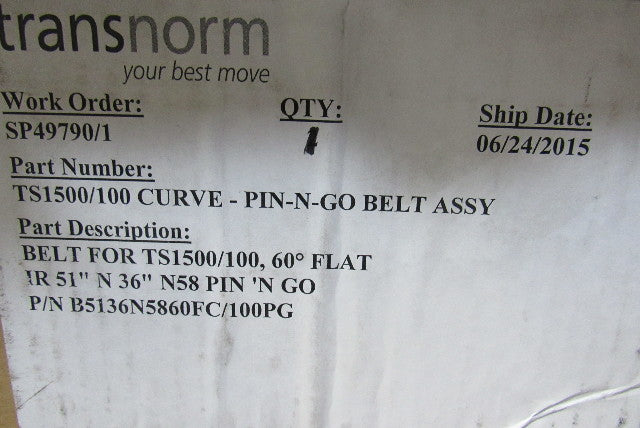 transnorm
your best move
Work Order: QTY: Ship Date:
SP49790/1 1 06/24/2015
Part Number:
TS1500/100 CURVE - PIN-N-GO BELT ASSY
Part Description:
BELT FOR TS1500/100, 60° FLAT
IR 51" N 36" N58 PIN 'N GO
P/N B5136N5860FC/100PG